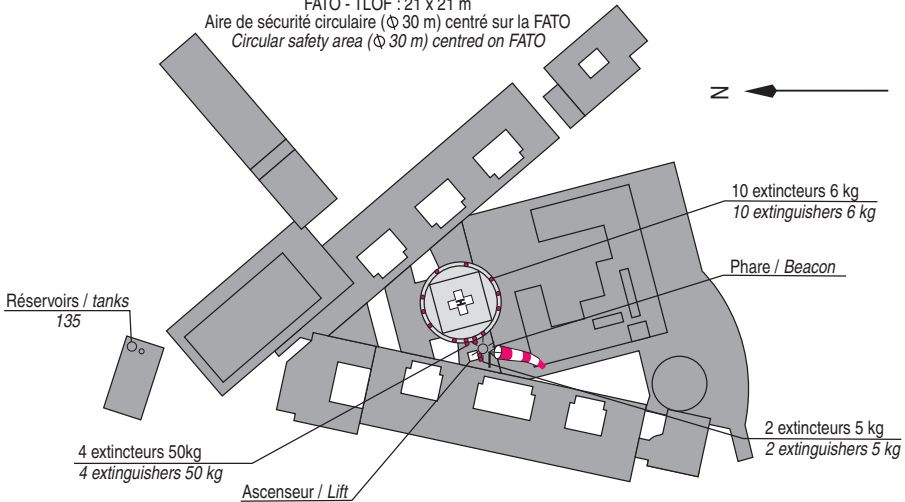 FATO - TLOF : 21 x 21 m
Aire de sécurité circulaire (Φ 30 m) centré sur la FATO
Circular safety area (Φ 30 m) centred on FATO
N
10 extincteurs 6 kg
10 extinguishers 6 kg
Phare / Beacon
Réservoirs / tanks
135
H
4 extincteurs 50kg
4 extinguishers 50 kg
2 extincteurs 5 kg
2 extinguishers 5 kg
Ascenseur / Lift